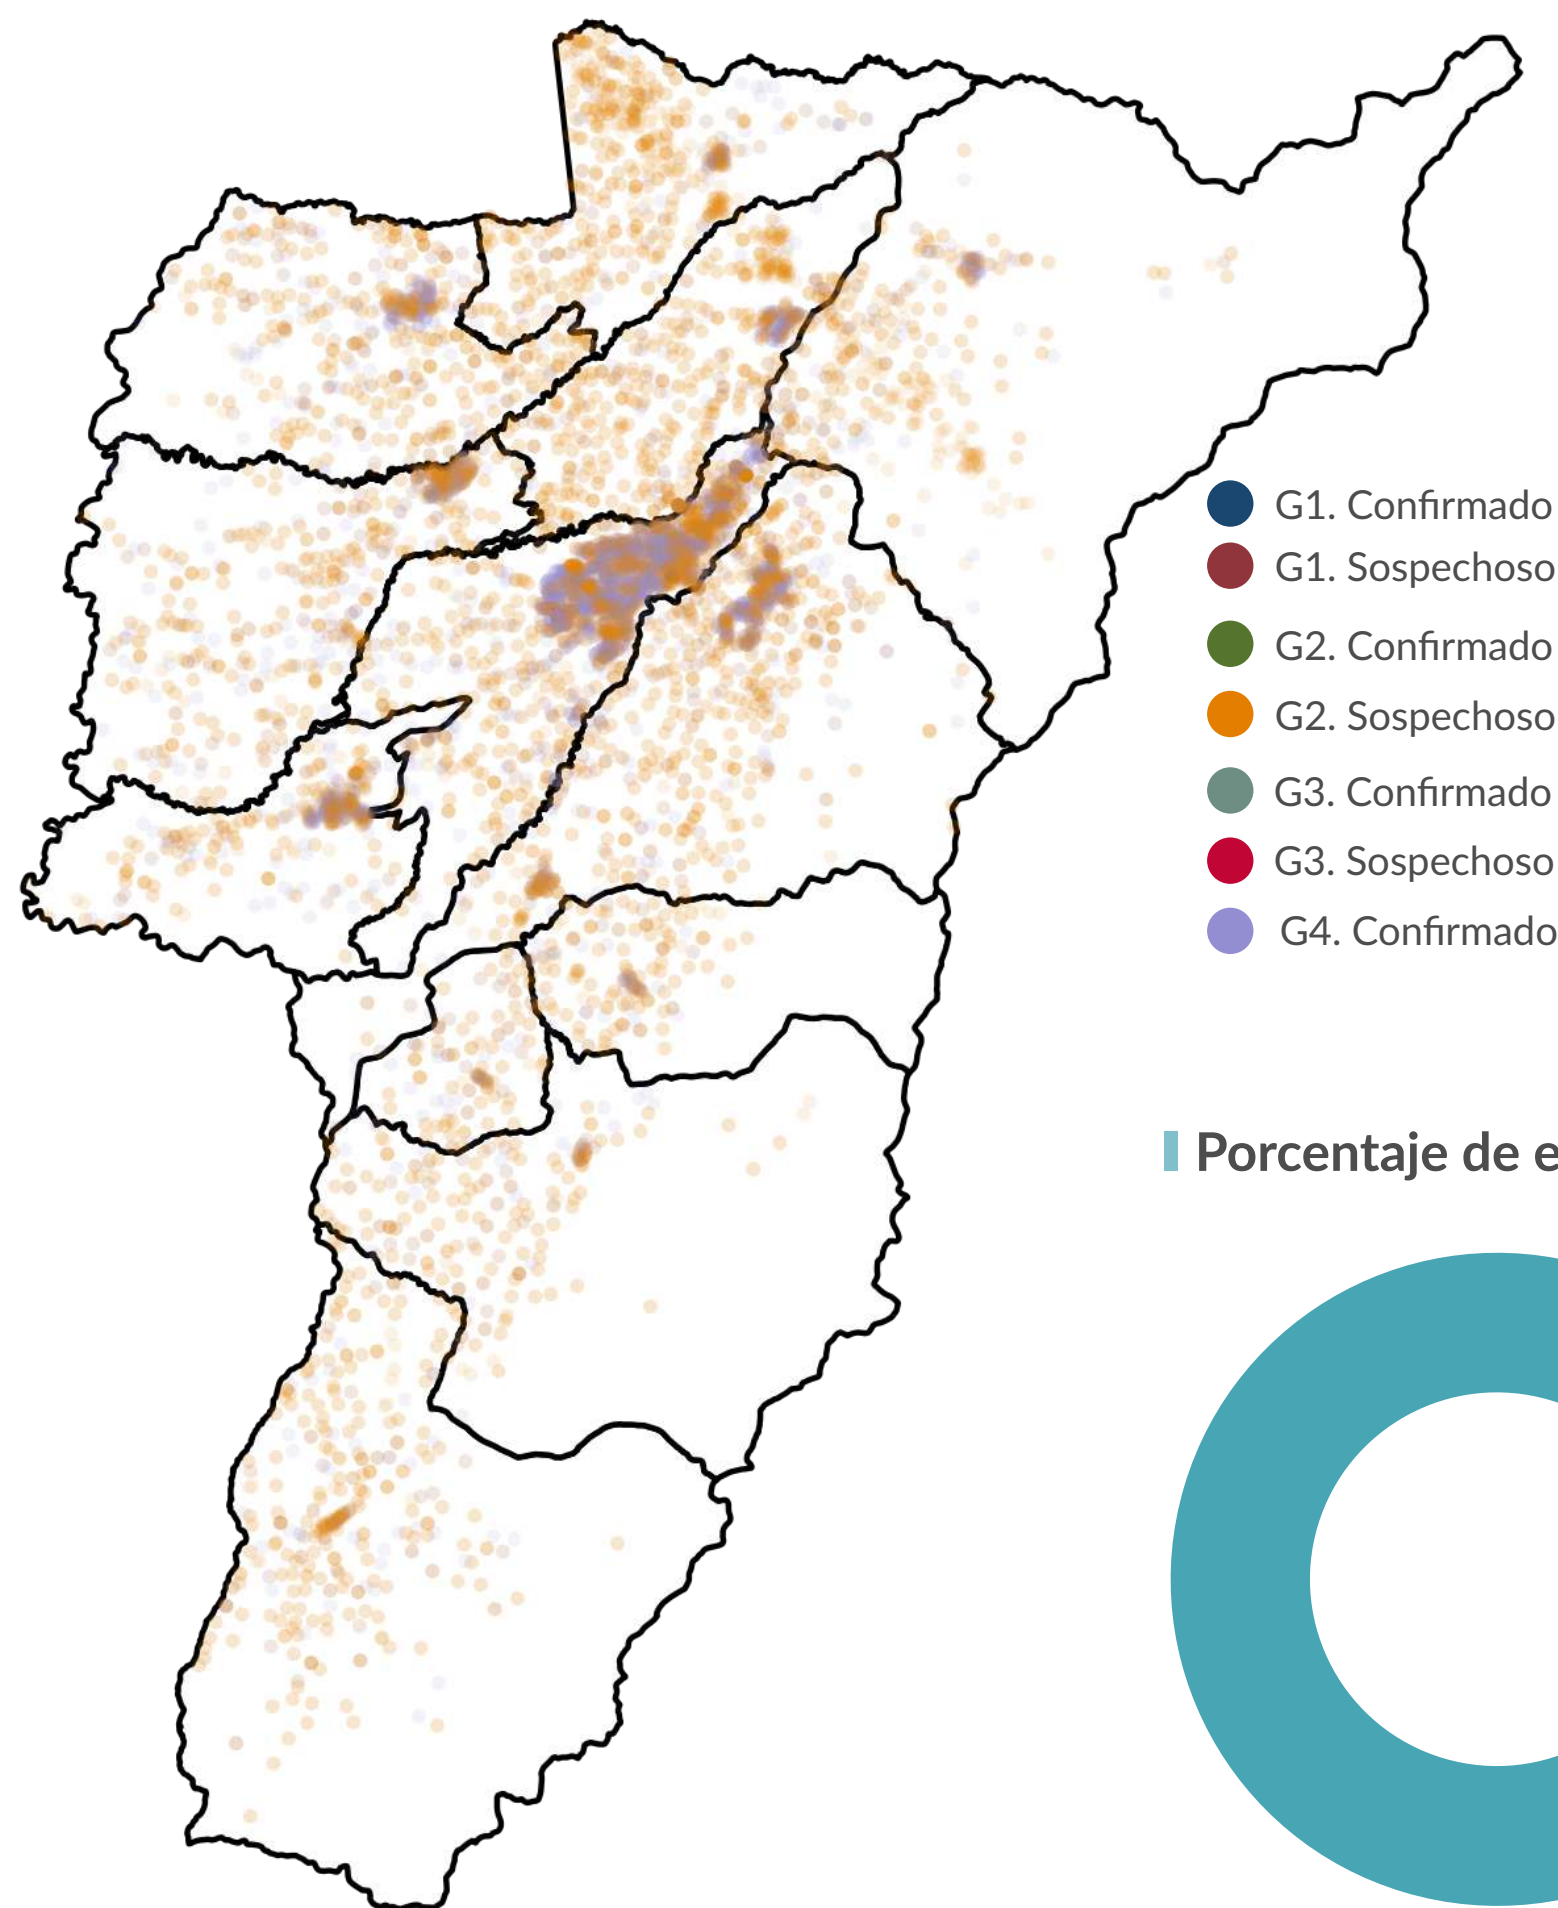 G1. Confirmado
G1. Sospechoso
G2. Confirmado
G2. Sospechoso
G3. Confirmado
G3. Sospechoso
G4. Confirmado
Porcentaje de e